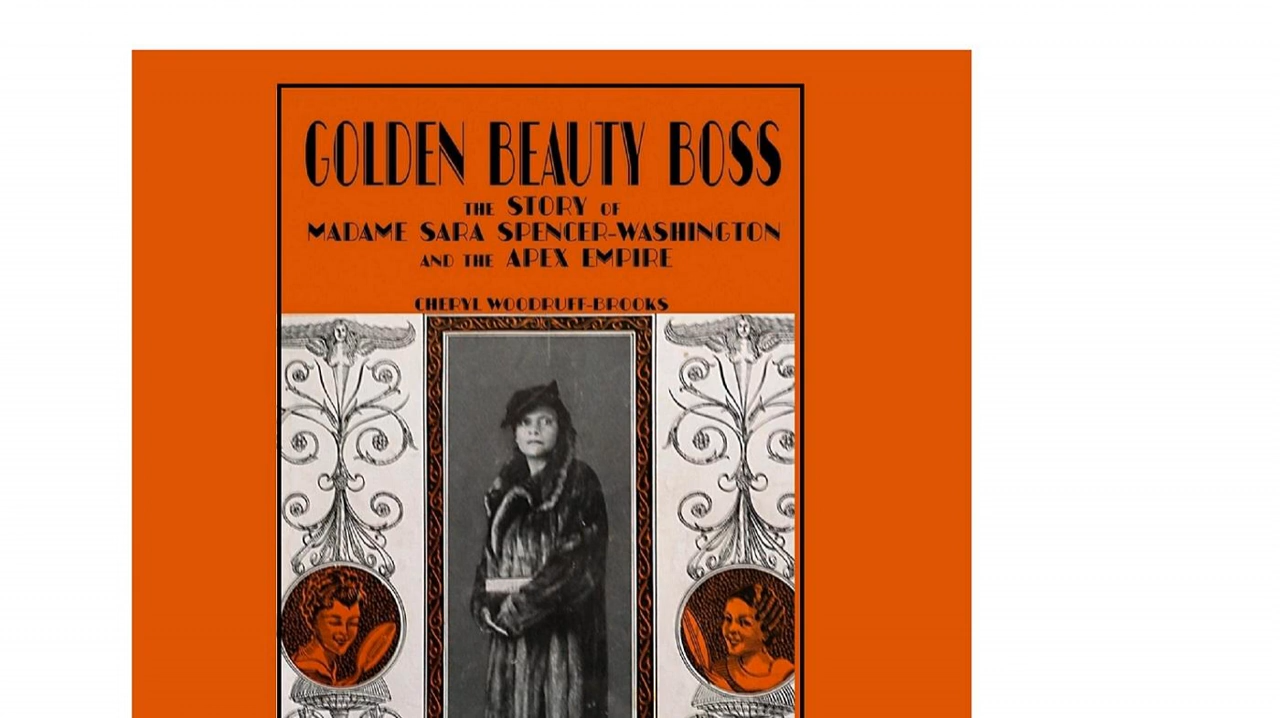 GOLDEN BEAUTY BOSS
THE STORY OF
MADAME SARA SPENCER-WASHINGTON
AND THE APEX EMPIRE
CHERYL WOODRUFF-BROOKS